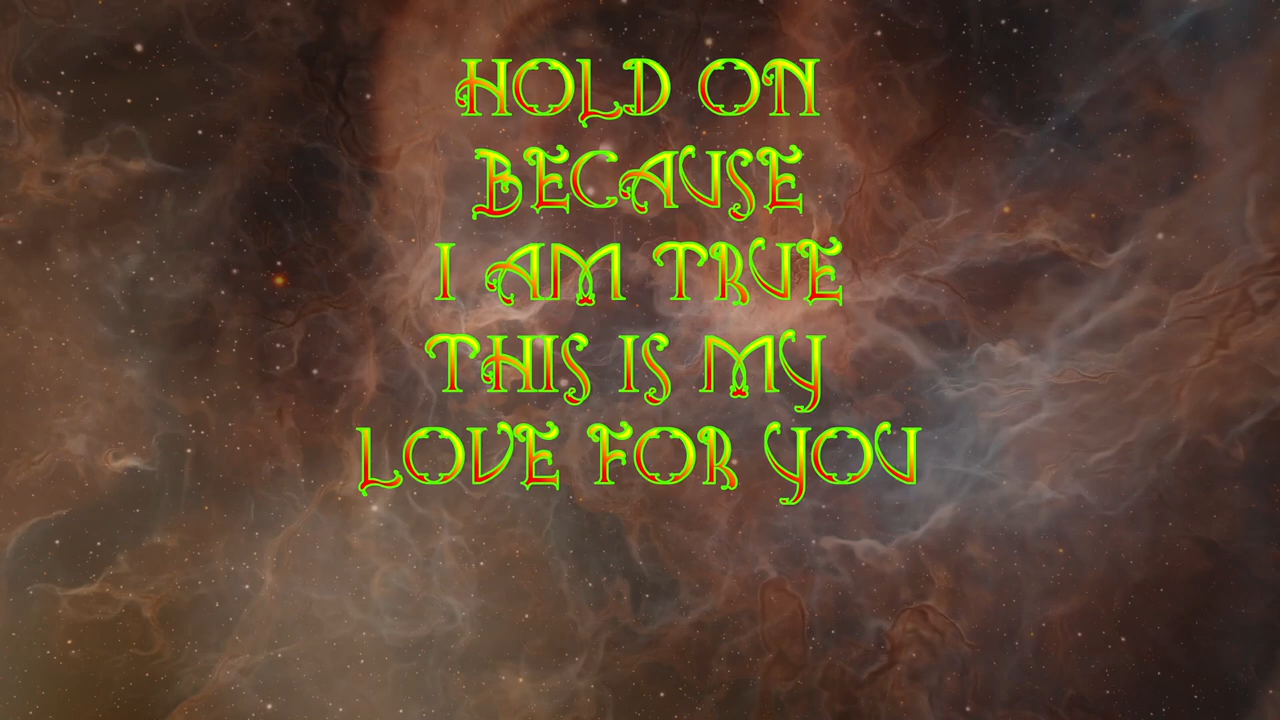 HOLD ON
BECAUSE
I AM TRUE
THIS IS MY
LOVE FOR YOU